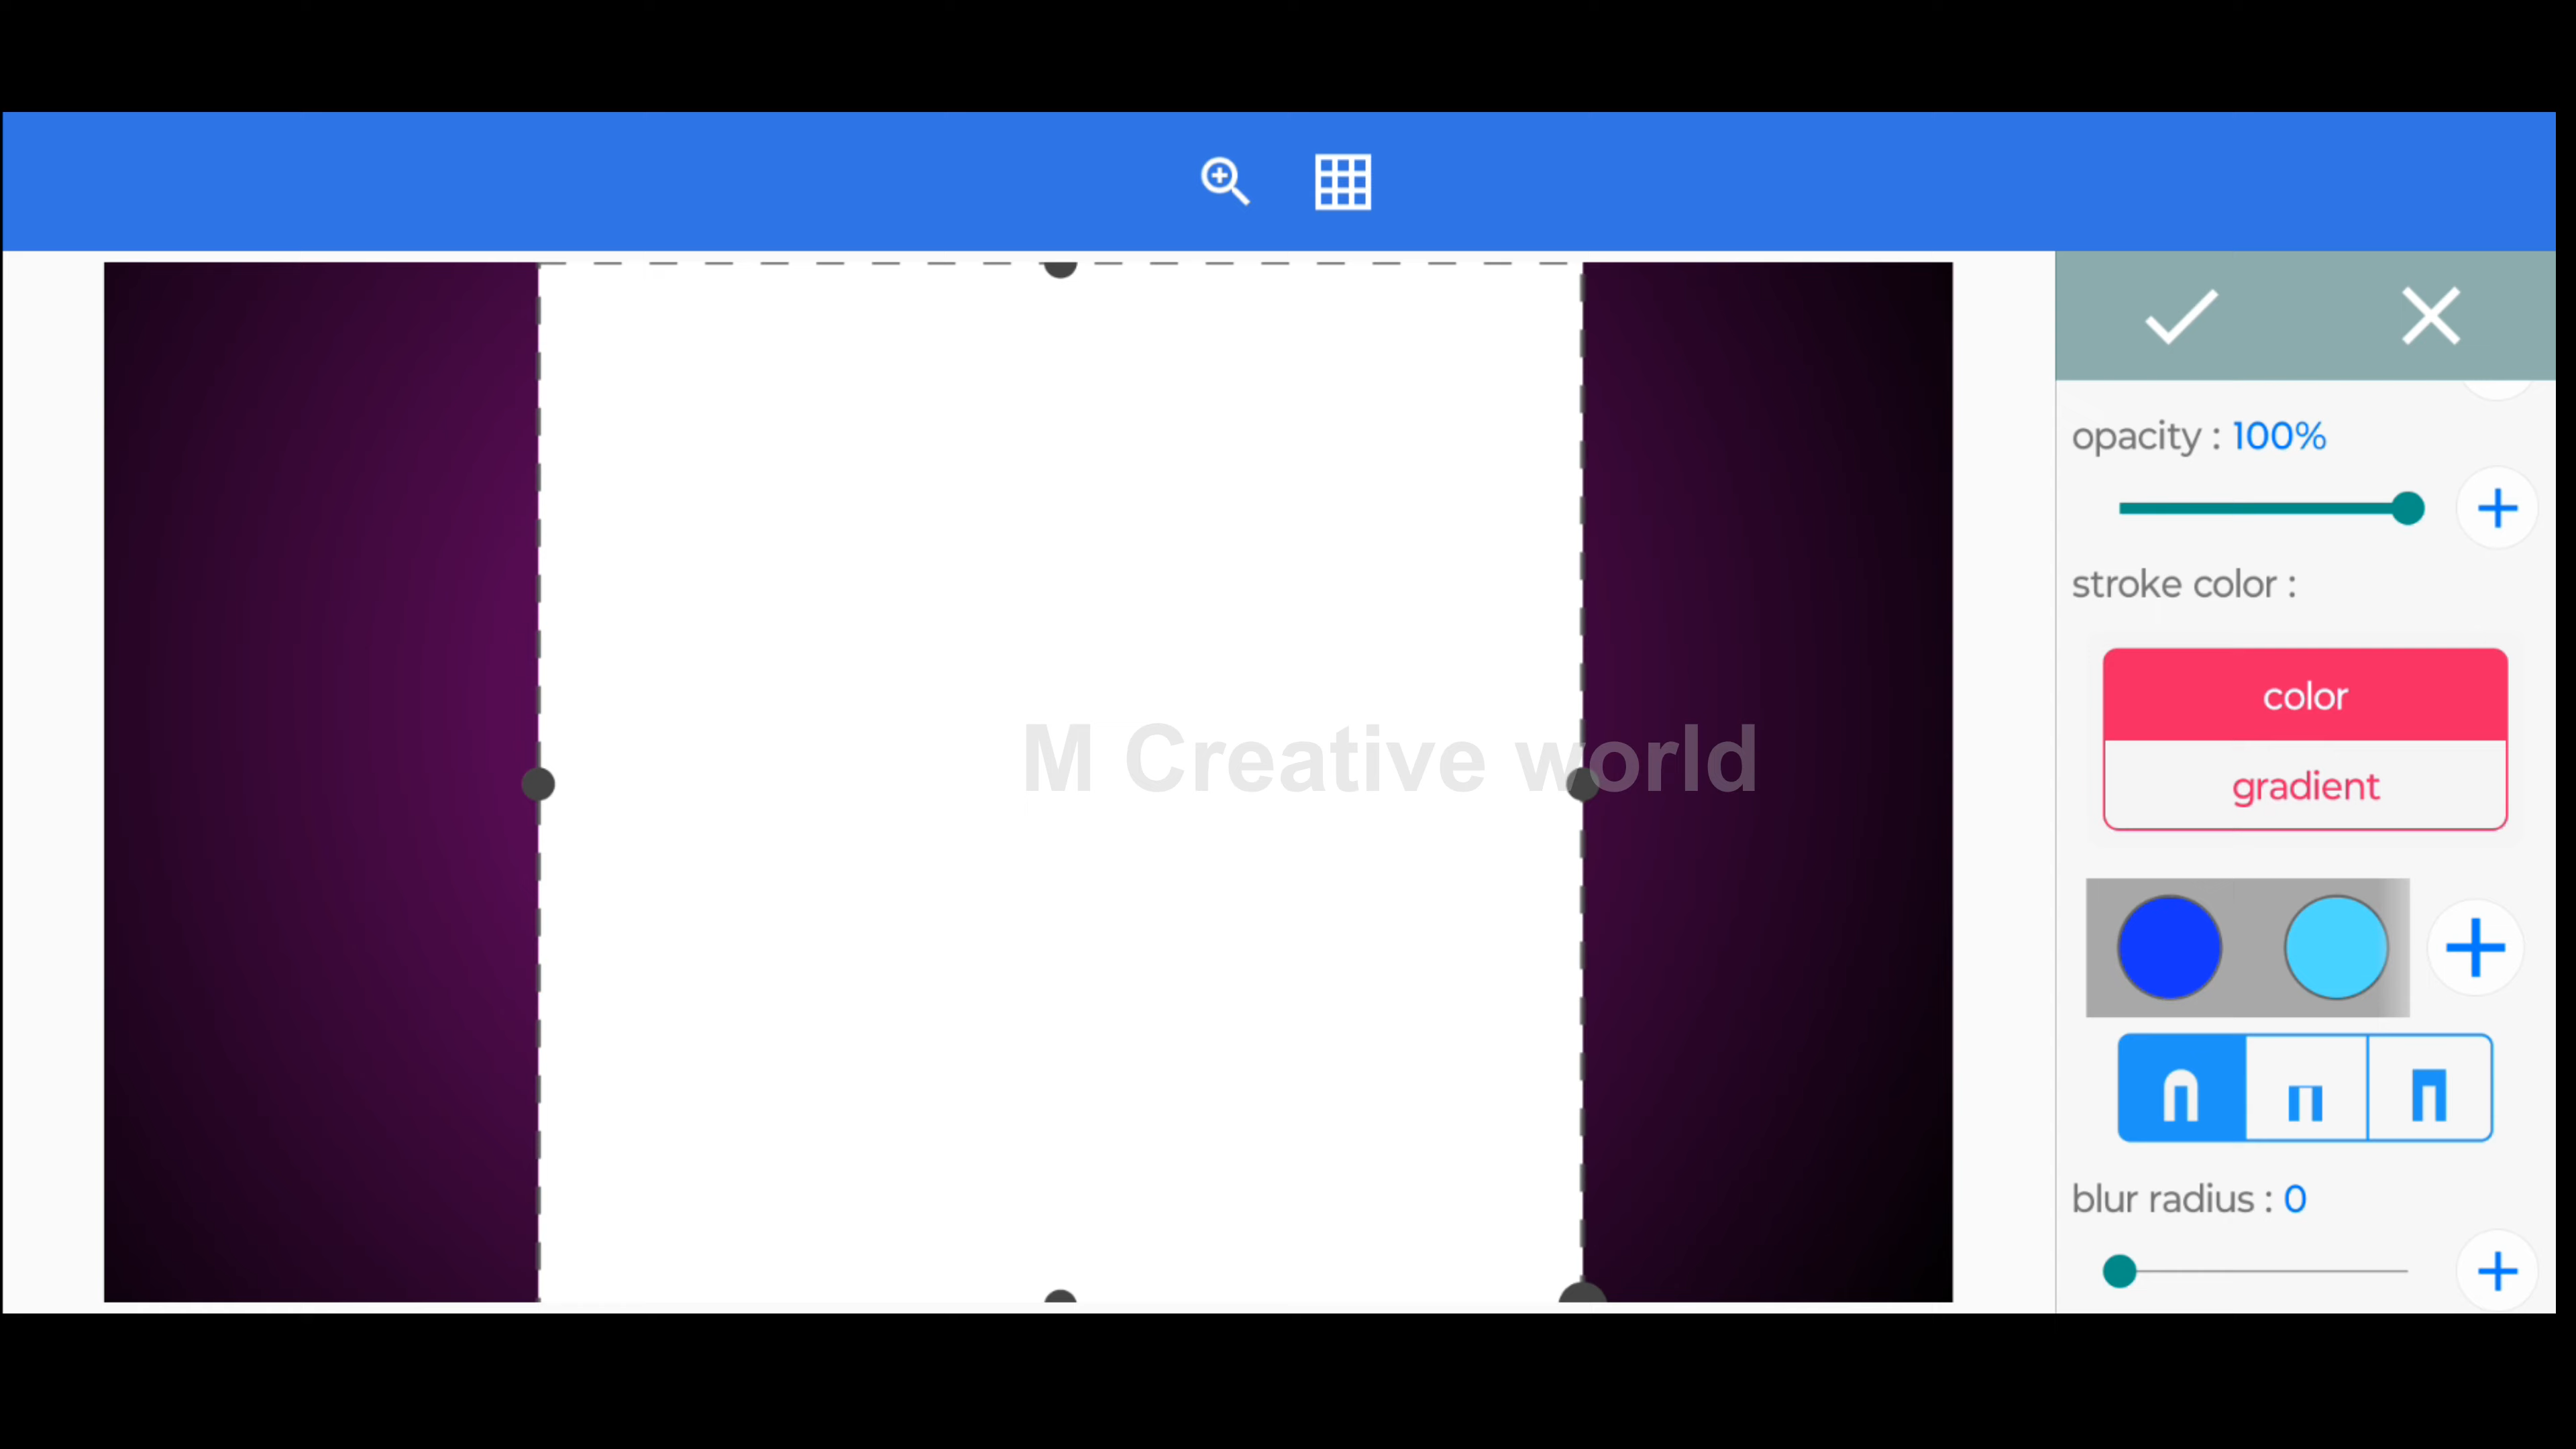 opacity : 100%
stroke color :
color
gradient
M Creative world
blur radius : 0